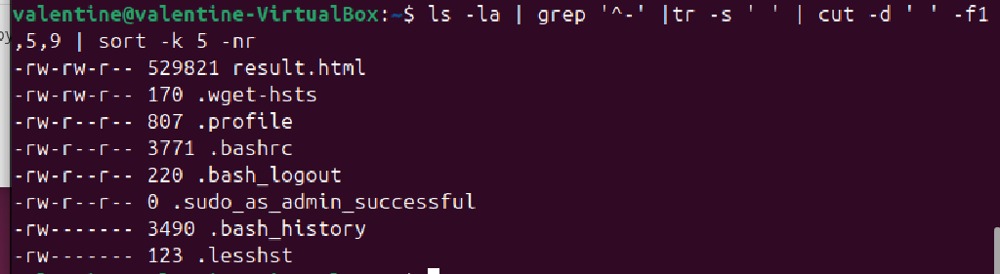 valentine@valentine-VirtualBox:~$ ls -la | grep '^-' |tr -s ' ' | cut -d ' ' -f1
,5,9 | sort -k 5 -nr
-rw-rw-r-- 529821 result.html
-rw-rw-r-- 170 .wget-hsts
-rw-r--r-- 807 .profile
-rw-r--r-- 3771 .bashrc
-rw-r--r-- 220 .bash_logout
-rw-r--r-- 0 .sudo_as_admin_successful
-rw------- 3490 .bash_history
-rw------- 123 .lesshst